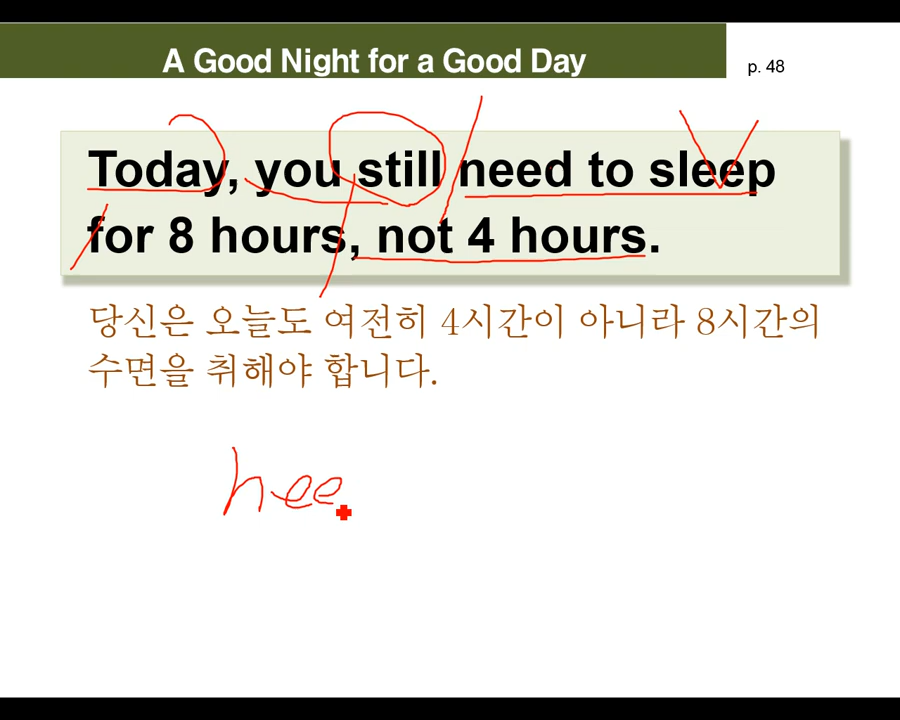 A Good Night for a Good Day
p. 48
Today, you still need to sleep
for 8 hours, not 4 hours.
당신은 오늘도 여전히 4시간이 아니라 8시간의
수면을 취해야 합니다.
hee